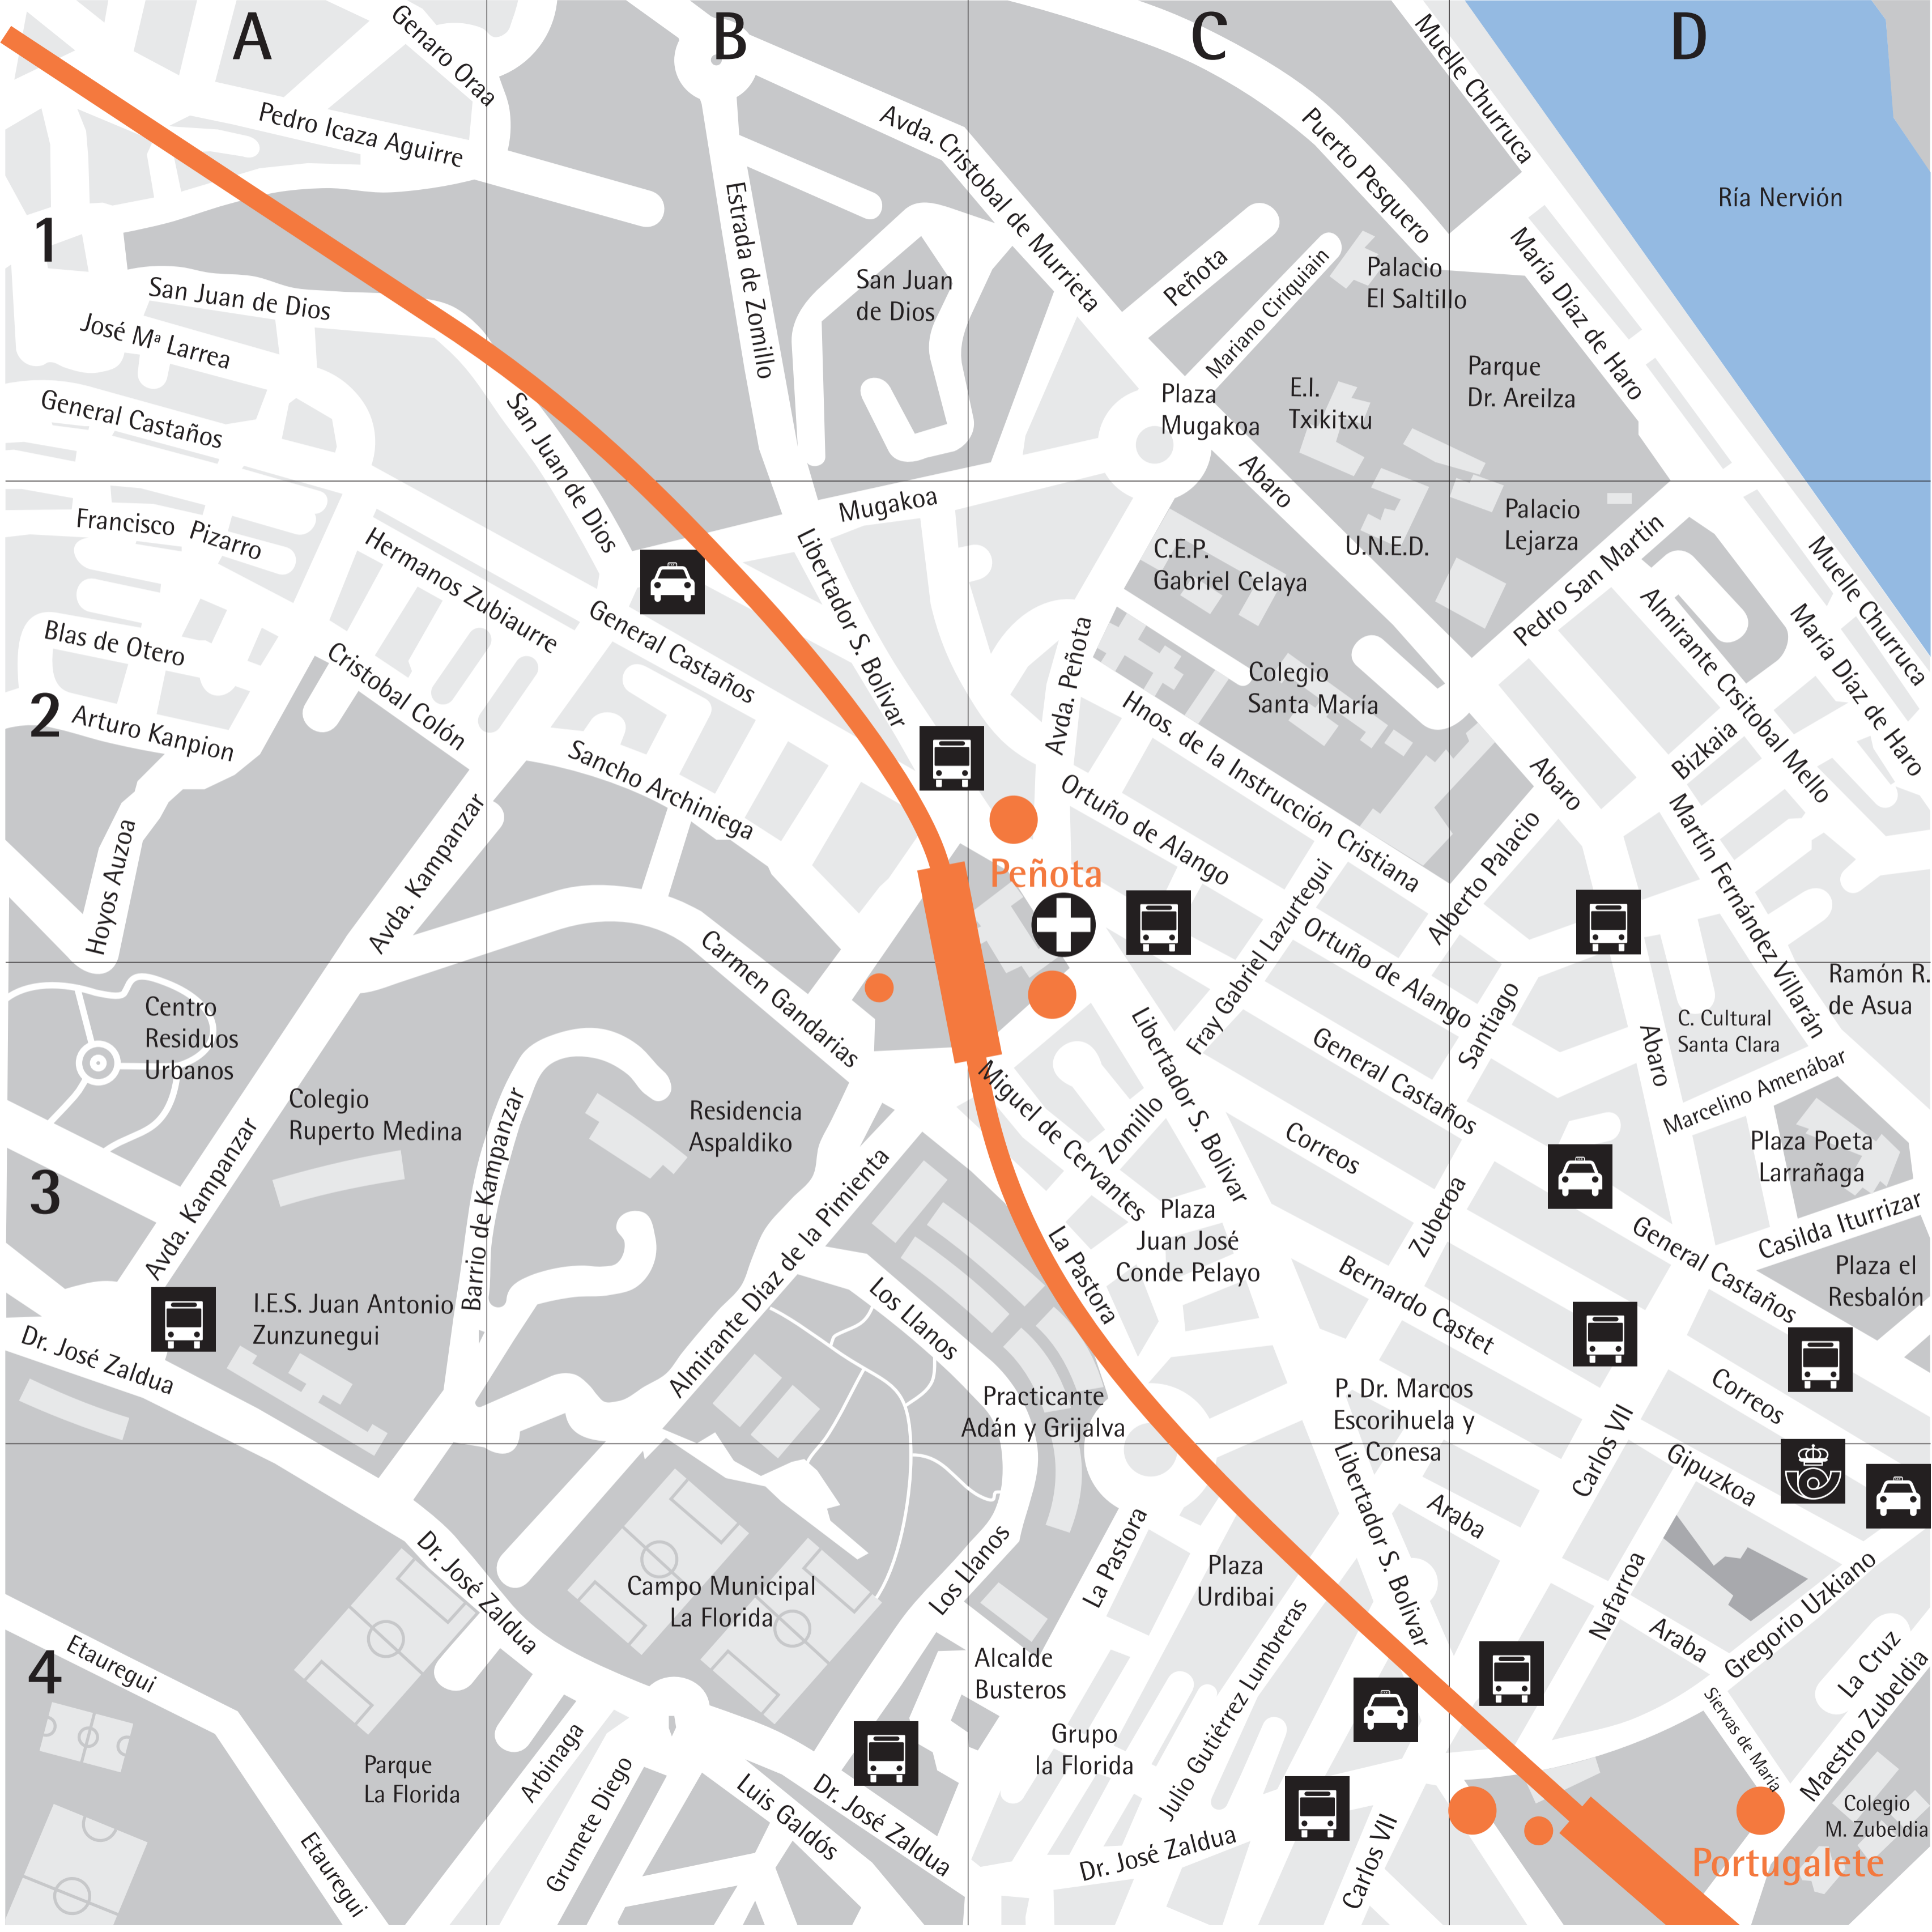 A
B
C
D
1
2
3
4
Genaro Oraa
Pedro Icaza Aguirre
San Juan de Dios
José Mª Larrea
General Castaños
San Juan de Dios
Estrada de Zomillo
San Juan
de Dios
Avda. Cristobal de Murrieta
Mugakoa
Puerto Pesquero
Muelle Churruca
Peñota
Mariano Ciriquiain
Palacio
El Saltillo
Plaza
Mugakoa
E.I.
Txikitxu
Abaro
Ría Nervión
María Díaz de Haro
Parque
Dr. Areilza
Francisco Pizarro
Hermanos Zubiaurre
Blas de Otero
Cristobal Colón
Arturo Kanpion
Hoyos Auzoa
Avda. Kampanzar
General Castaños
Libertador S. Bolivar
Sancho Archiniega
Carmen Gandarias
C.E.P.
Gabriel Celaya
U.N.E.D.
Avda. Peñota
Colegio
Santa María
Hnos. de la Instrucción Cristiana
Ortuño de Alango
Peñota
Fray Gabriel Lazurtegui
Ortuño de Alango
Alberto Palacio
Palacio
Lejarza
Pedro San Martín
Almirante Crsitobal Mello
Muelle Churruca
María Díaz de Haro
Bizkaia
Abaro
Martín Fernández Villarán
Centro
Residuos
Urbanos
Colegio
Ruperto Medina
Avda. Kampanzar
Barrio de Kampanzar
I.E.S. Juan Antonio
Zunzunegui
Dr. José Zaldua
Residencia
Aspaldiko
Almirante Díaz de la Pimienta
Los Llanos
Miguel de Cervantes
Zomillo
Libertador S. Bolivar
La Pastora
Plaza
Juan José
Conde Pelayo
Practicante
Adán y Grijalva
General Castaños
Correos
Santiago
Zuberoa
Bernardo Castet
P. Dr. Marcos
Escorihuela y
Conesa
Ramón R.
de Asua
C. Cultural
Santa Clara
Abaro
Marcelino Amenábar
Plaza Poeta
Larrañaga
Casilda Iturrizar
Plaza el
Resbalón
General Castaños
Correos
Carlos VII
Gipuzkoa
Etauregui
Dr. José Zaldua
Parque
La Florida
Etauregui
Arbinaga
Grumete Diego
Campo Municipal
La Florida
Luis Galdós
Dr. José Zaldua
Los Llanos
La Pastora
Alcalde
Busteros
Grupo
la Florida
Plaza
Urdibai
Julio Gutiérrez Lumbreras
Dr. José Zaldua
Carlos VII
Libertador S. Bolivar
Araba
Nafarroa
Araba
Gregorio Uzkiano
Siervas de María
La Cruz
Maestro Zubeldia
Colegio
M. Zubeldia
Portugalete